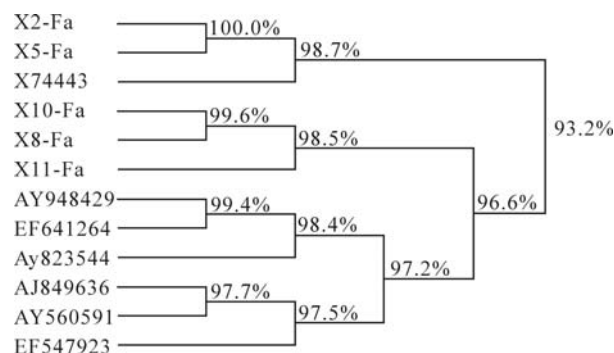 X2-Fa
100.0%
X5-Fa
98.7%
X74443
X10-Fa
99.6%
93.2%
X8-Fa
98.5%
X11-Fa
AY948429
99.4%
96.6%
EF641264
98.4%
Ay823544
97.2%
AJ849636
97.7%
AY560591
97.5%
EF547923